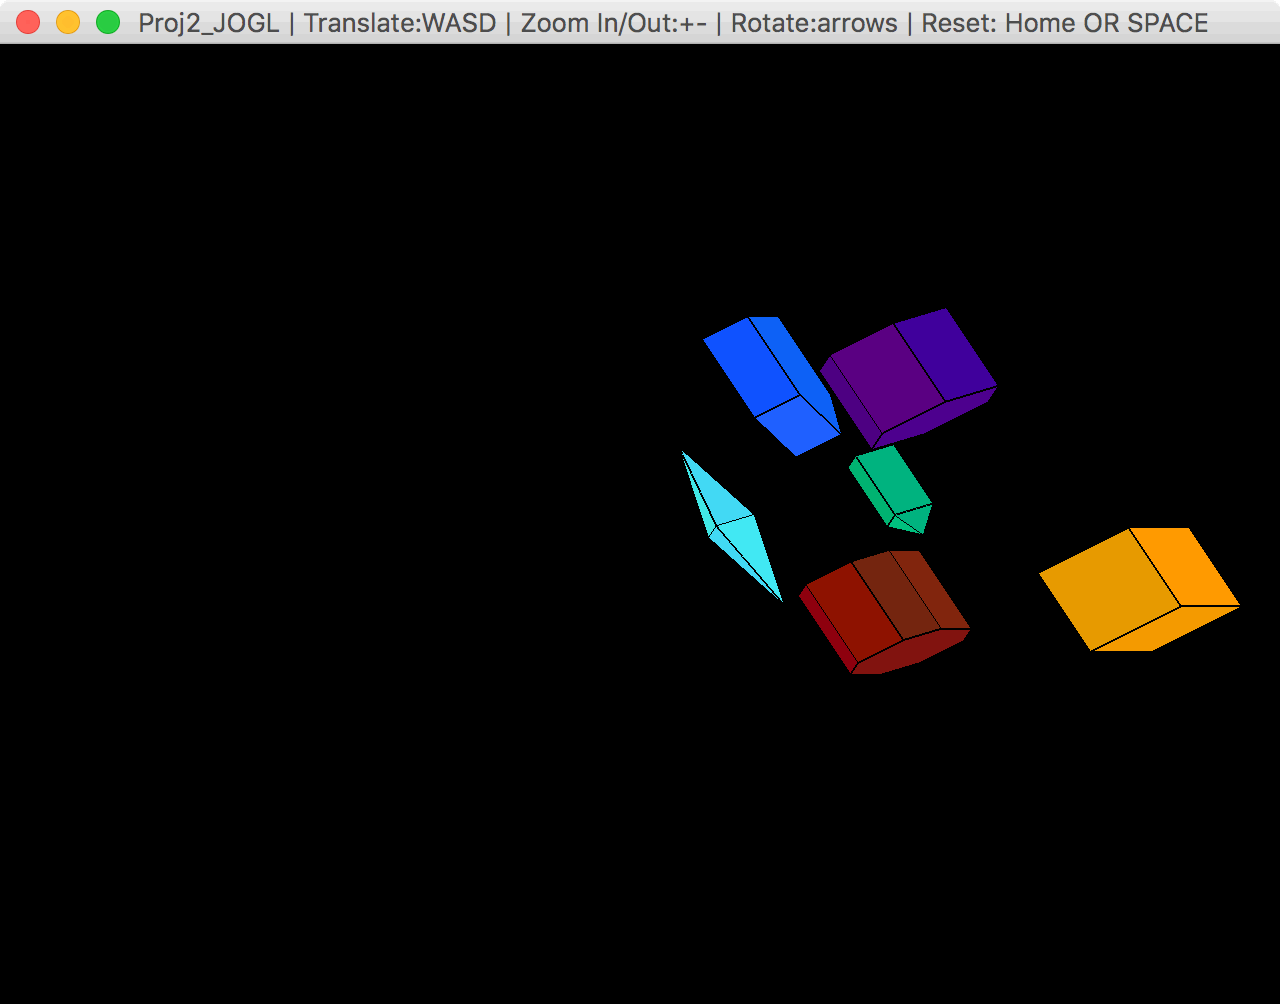 Proj2_JOGL | Translate:WASD | Zoom In/Out:+- | Rotate:arrows | Reset: Home OR SPACE